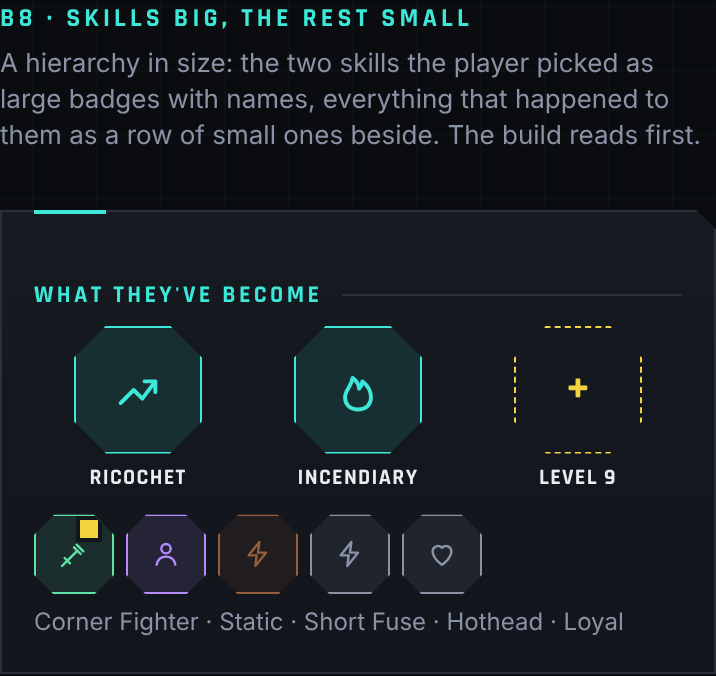 B8 · SKILLS BIG, THE REST SMALL
A hierarchy in size: the two skills the player picked as
large badges with names, everything that happened to
them as a row of small ones beside. The build reads first.
WHAT THEY'VE BECOME
RICOCHET
INCENDIARY
LEVEL 9
Corner Fighter · Static · Short Fuse · Hothead · Loyal